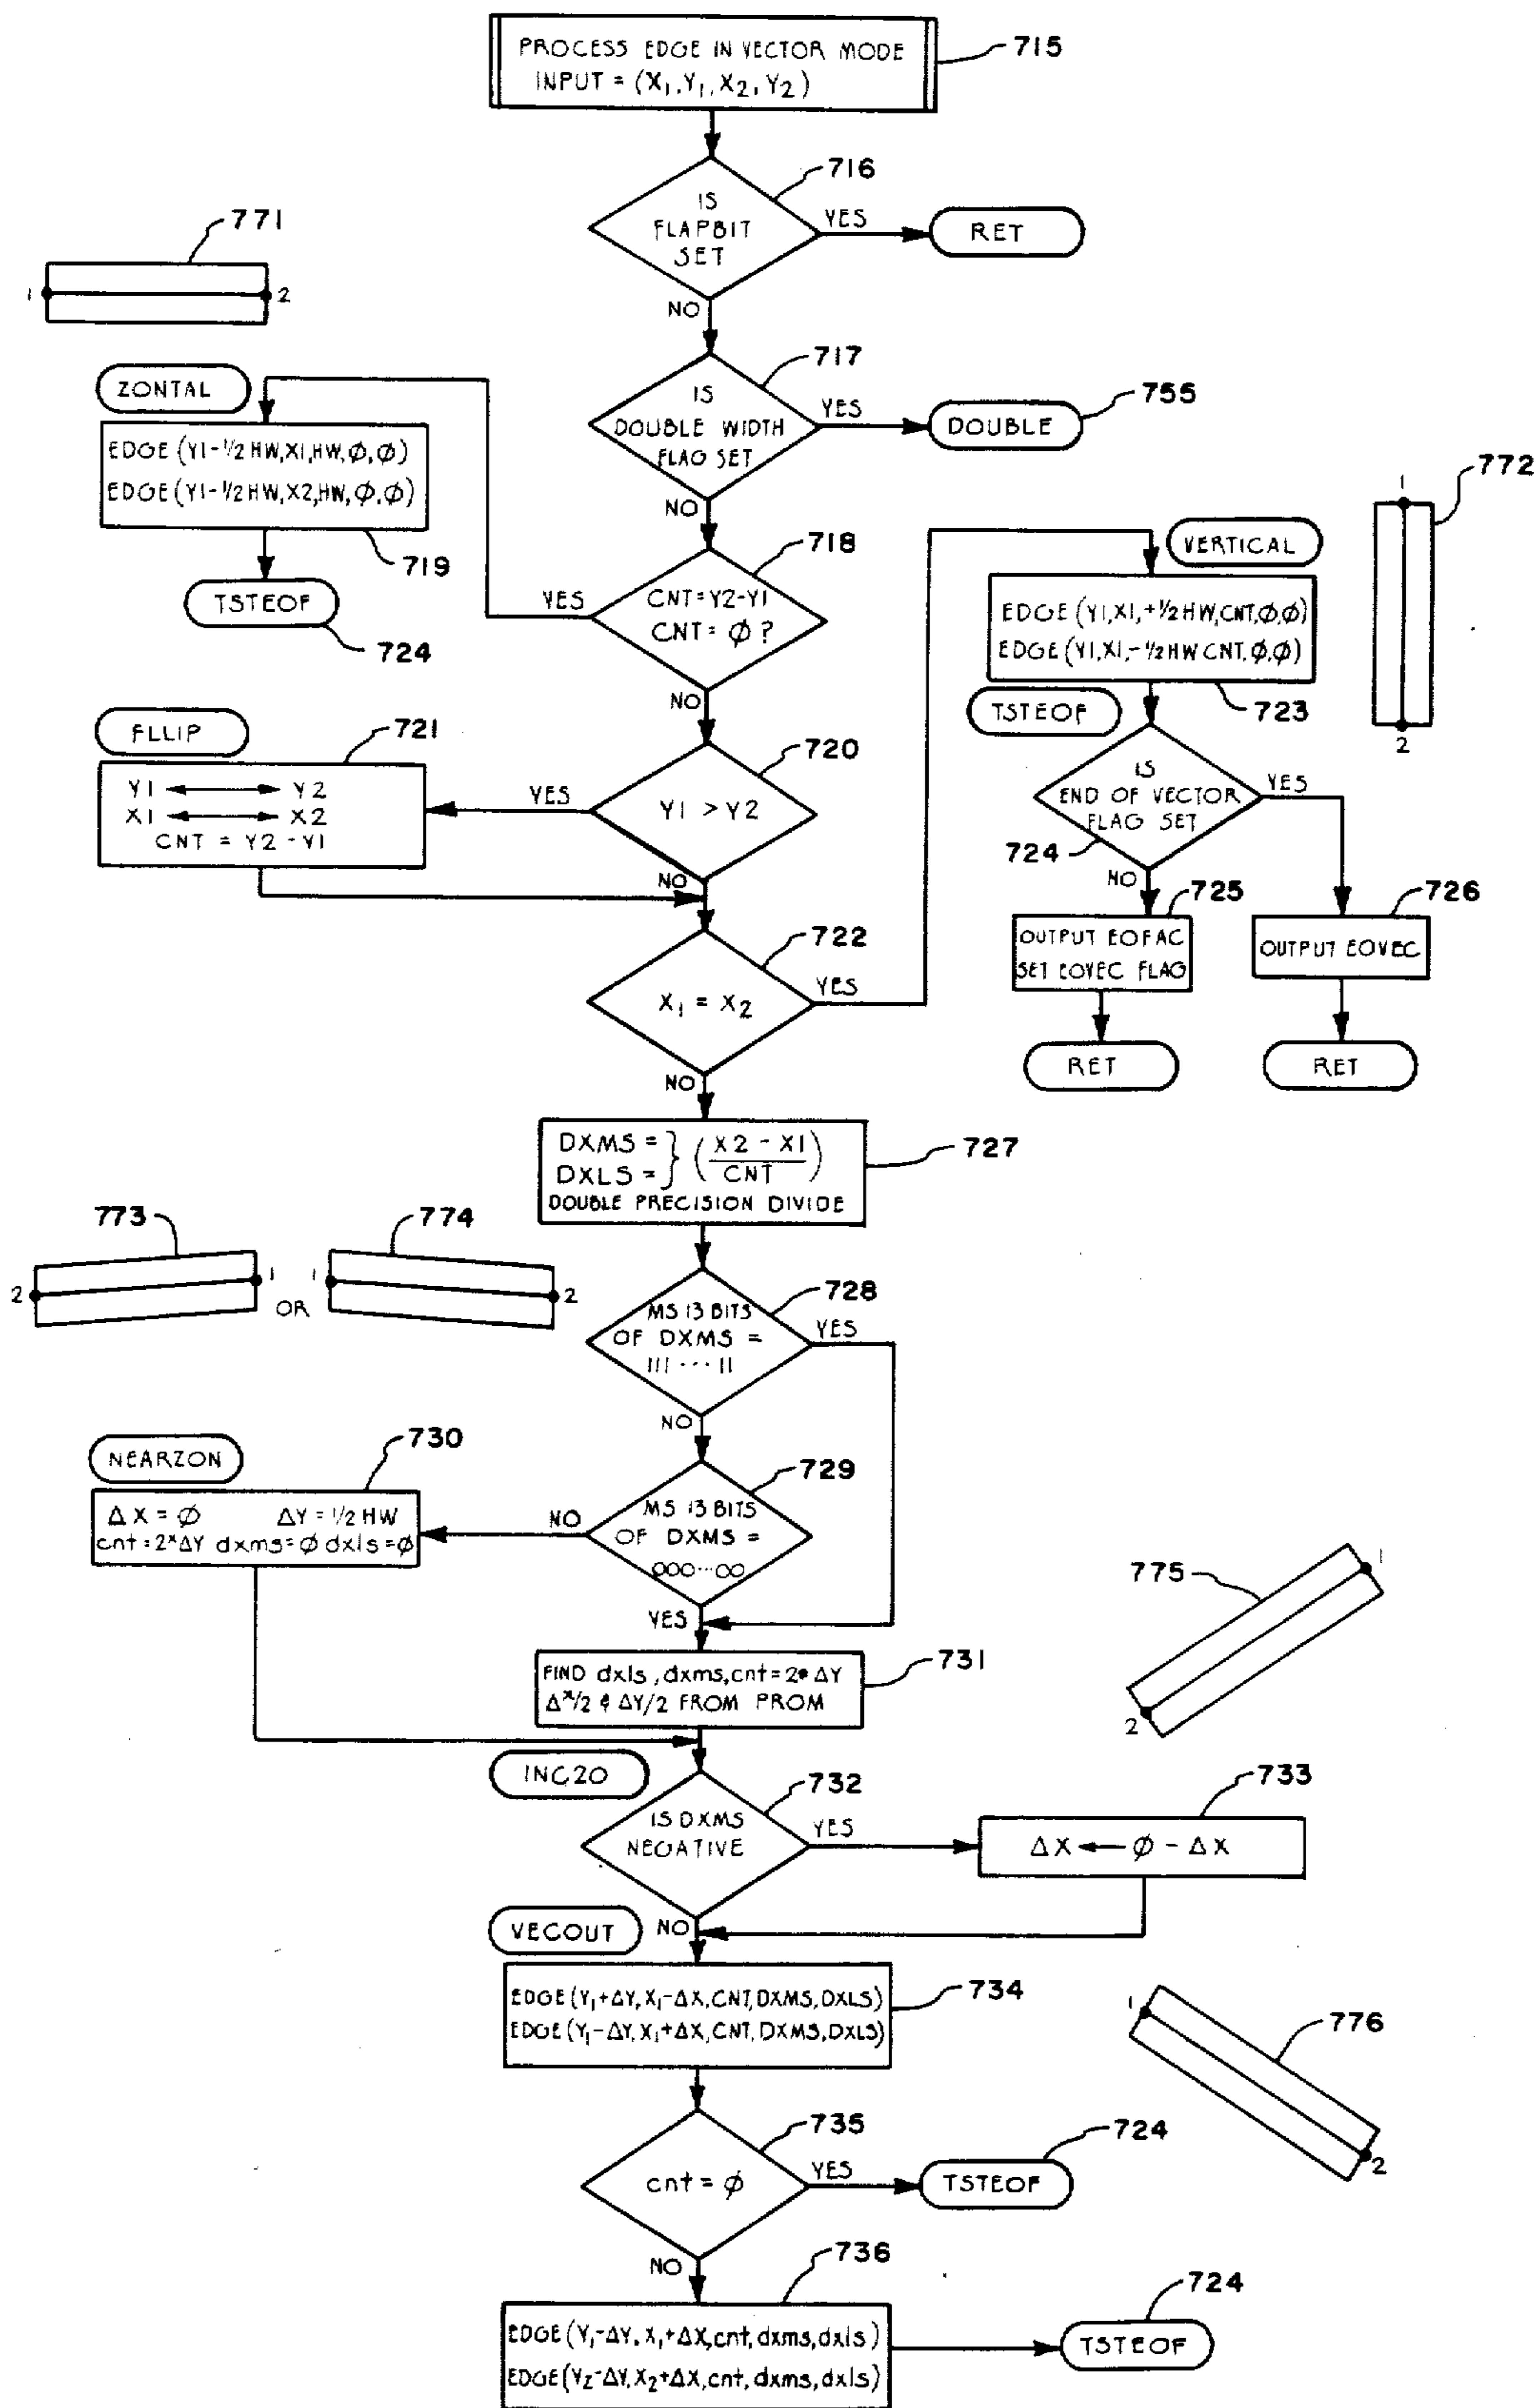 PROCESS EDGE IN VECTOR MODE
INPUT = (X1, Y1, X2, Y2)
715
716
IS
FLAPBIT
SET
YES
RET
NO
771
1
2
717
IS
DOUBLE WIDTH
FLAG SET
YES
DOUBLE
755
NO
ZONTAL
EDGE (Y1-1/2 HW, X1, HW, Ø, Ø)
EDGE (Y1-1/2 HW, X2, HW, Ø, Ø)
719
TSTEOF
724
718
CNT=Y2-Y1
CNT= Ø ?
YES
NO
VERTICAL
EDGE (Y1, X1, +1/2 HW, CNT, Ø, Ø)
EDGE (Y1, X1, -1/2 HW CNT, Ø, Ø)
723
772
1
2
TSTEOF
IS
END OF VECTOR
FLAG SET
724
YES
NO
725
OUTPUT EOFAC
SET EOVEC FLAG
RET
726
OUTPUT EOVEC
RET
FLLIP
721
Y1 ↔ Y2
X1 ↔ X2
CNT = Y2 - Y1
720
Y1 > Y2
YES
NO
722
X1 = X2
YES
NO
DXMS = } (X2 - X1
DXLS = } CNT)
DOUBLE PRECISION DIVIDE
727
773
2
1
OR
774
1
2
728
MS 13 BITS
OF DXMS =
111 ··· 11
YES
NO
729
MS 13 BITS
OF DXMS =
000···00
NO
YES
NEARZON
730
ΔX = Ø ΔY = 1/2 HW
cnt = 2*ΔY dxms=Ø dxls=Ø
FIND dxls, dxms, cnt = 2*ΔY
Δx/2 & ΔY/2 FROM PROM
731
775
1
2
INC20
732
IS DXMS
NEGATIVE
YES
NO
733
ΔX ← Ø - ΔX
VECOUT
EDGE (Y1+ΔY, X1-ΔX, CNT, DXMS, DXLS)
EDGE (Y1-ΔY, X1+ΔX, CNT, DXMS, DXLS)
734
776
1
2
735
cnt = Ø
YES
TSTEOF
724
NO
736
EDGE (Y1-ΔY, X1+ΔX, cnt, dxms, dxls)
EDGE (Y2-ΔY, X2+ΔX, cnt, dxms, dxls)
TSTEOF
724